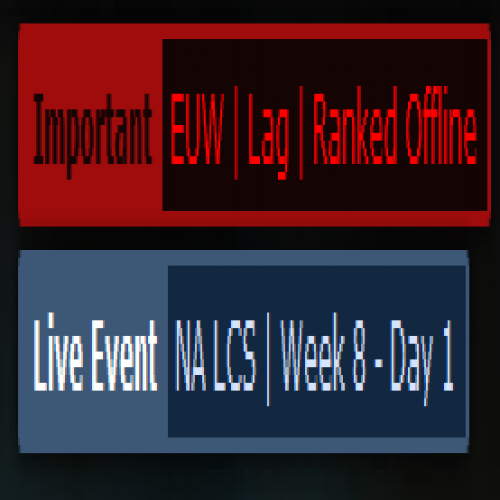 Important EUW | Lag | Ranked Offline
Live Event NA LCS | Week 8 - Day 1